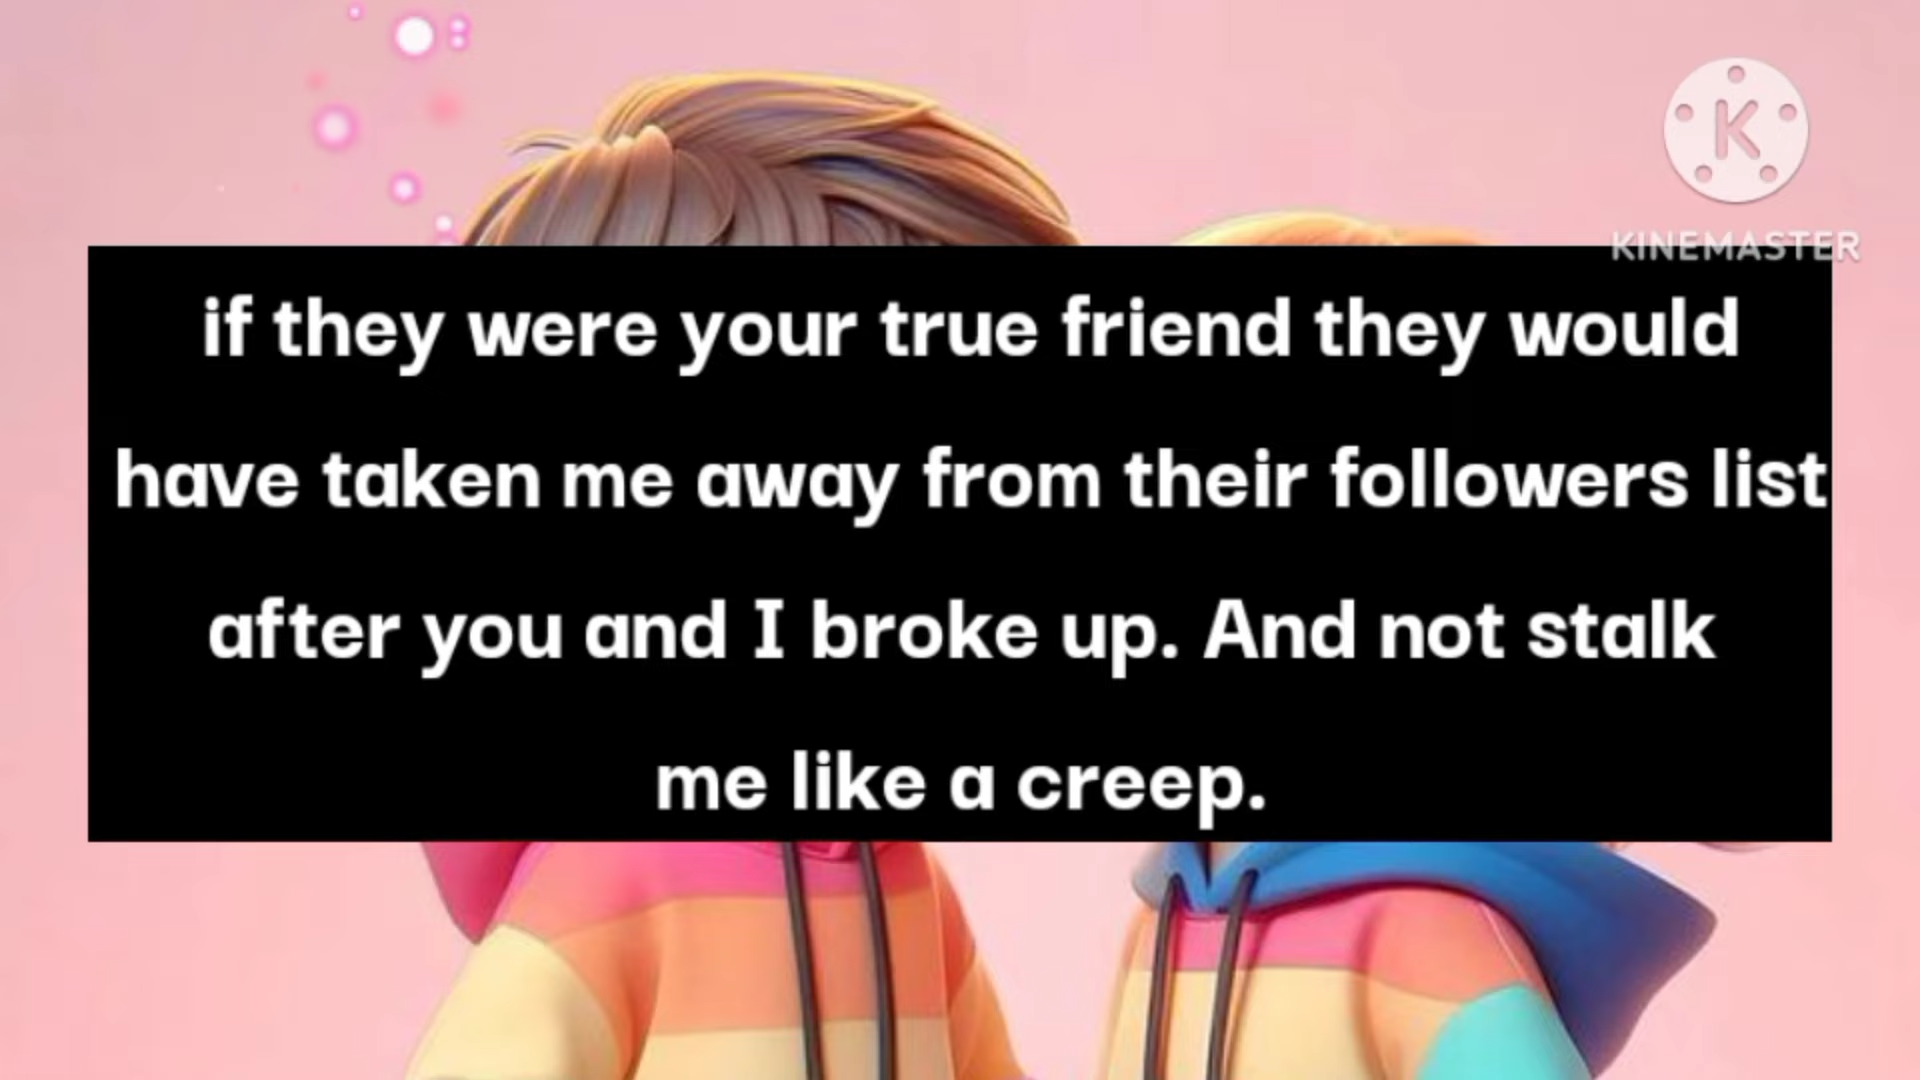 K
KINEMASTER
if they were your true friend they would
have taken me away from their followers list
after you and I broke up. And not stalk
me like a creep.